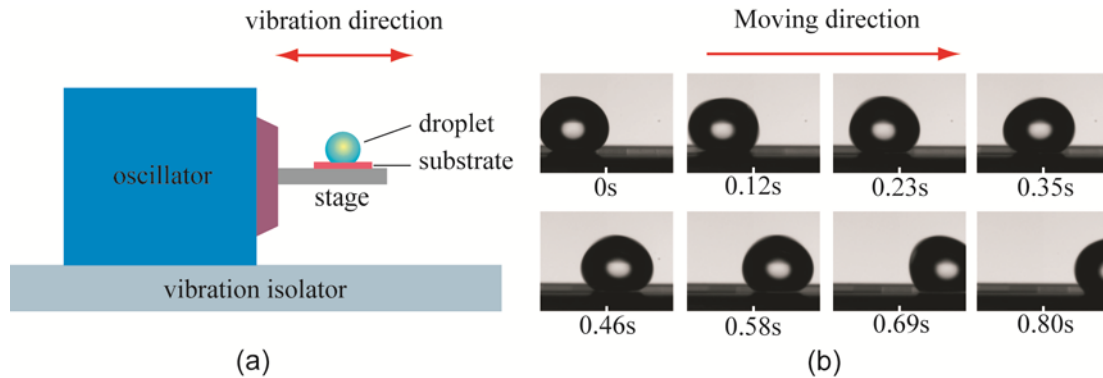 vibration direction
droplet
substrate
oscillator
stage
vibration isolator
(a)
Moving direction
0s
0.12s
0.23s
0.35s
0.46s
0.58s
0.69s
0.80s
(b)